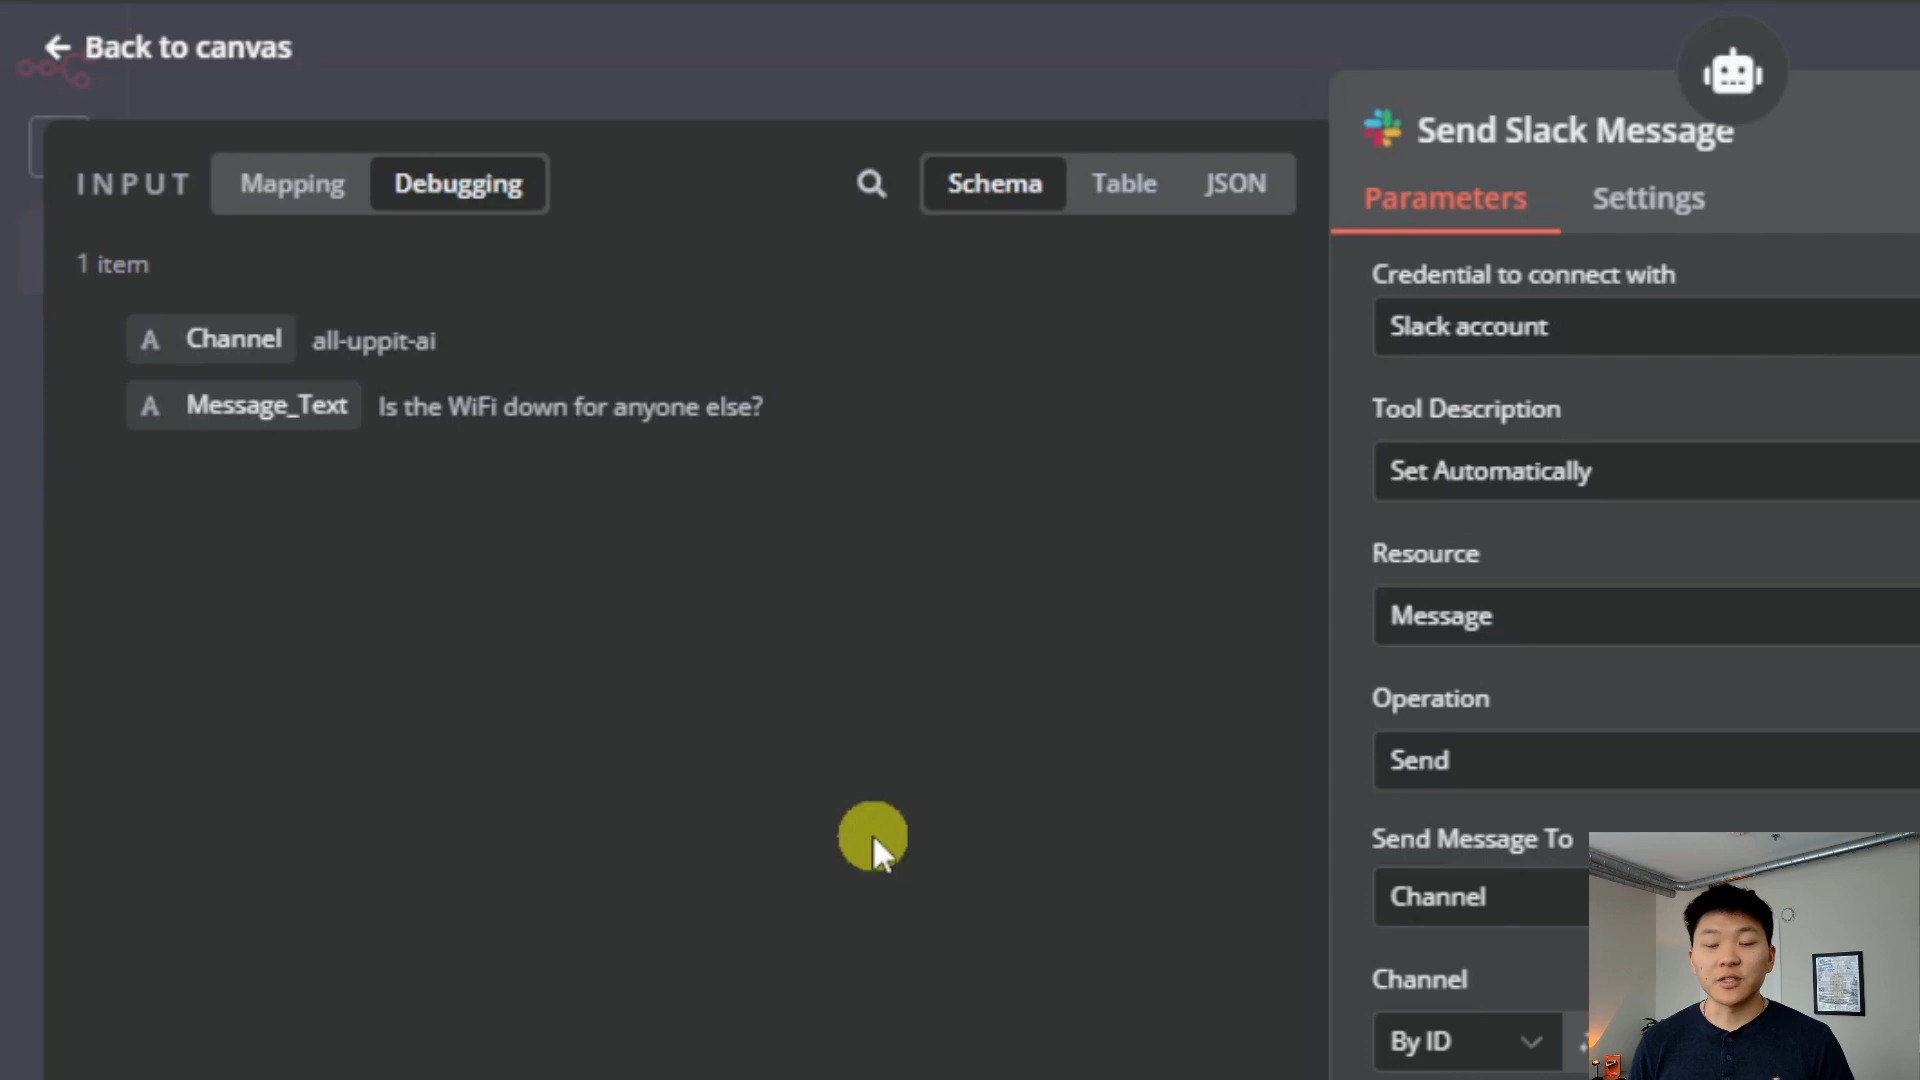 Back to canvas
INPUT
Mapping
Debugging
Schema
Table
JSON
1 item
A Channel all-uppit-ai
A Message_Text Is the WiFi down for anyone else?
Send Slack Message
Parameters
Settings
Credential to connect with
Slack account
Tool Description
Set Automatically
Resource
Message
Operation
Send
Send Message To
Channel
Channel
By ID